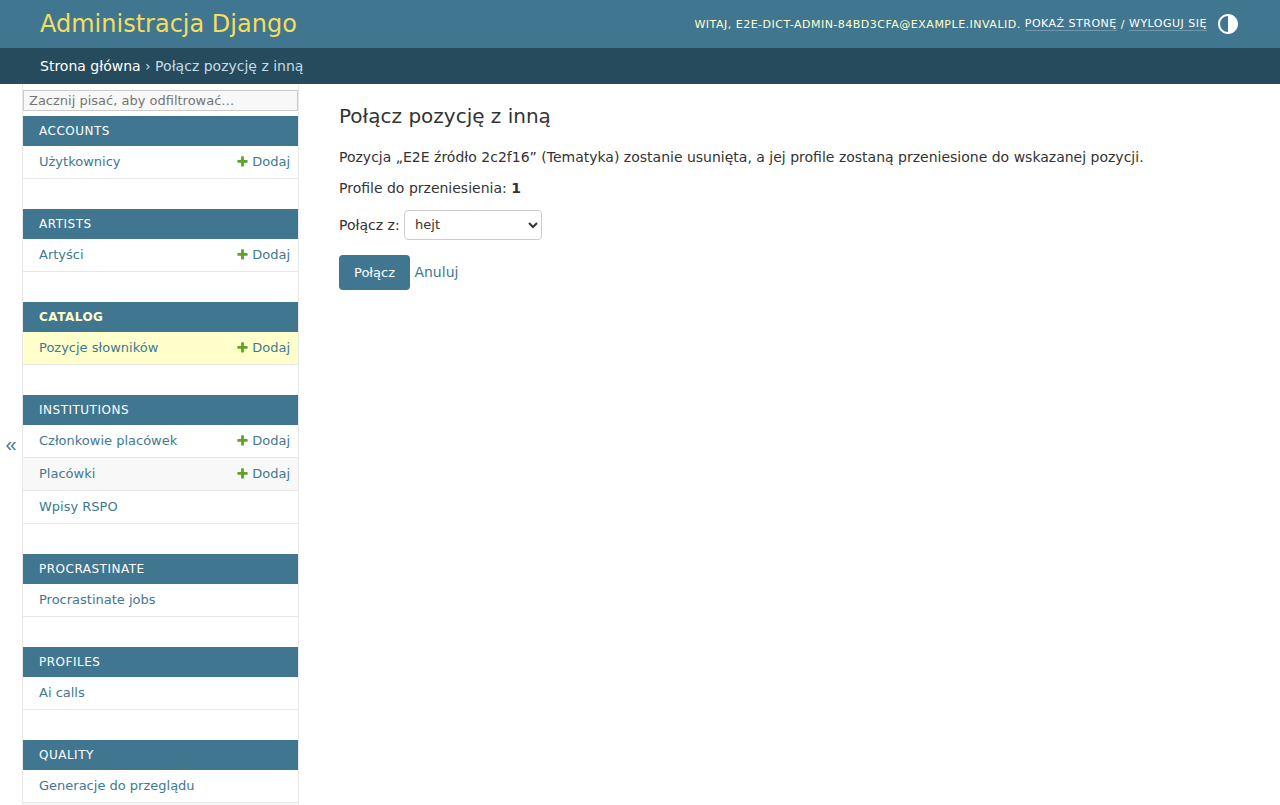 Administracja Django
WITAJ, E2E-DICT-ADMIN-84BD3CFA@EXAMPLE.INVALID. POKAŻ STRONĘ / WYLOGUJ SIĘ
Strona główna › Połącz pozycję z inną
Zacznij pisać, aby odfiltrować…
ACCOUNTS
Użytkownicy Dodaj
ARTISTS
Artyści Dodaj
CATALOG
Pozycje słowników Dodaj
INSTITUTIONS
Członkowie placówek Dodaj
Placówki Dodaj
Wpisy RSPO
PROCRASTINATE
Procrastinate jobs
PROFILES
Ai calls
QUALITY
Generacje do przeglądu
«
Połącz pozycję z inną
Pozycja „E2E źródło 2c2f16” (Tematyka) zostanie usunięta, a jej profile zostaną przeniesione do wskazanej pozycji.
Profile do przeniesienia: 1
Połącz z: hejt
Połącz Anuluj